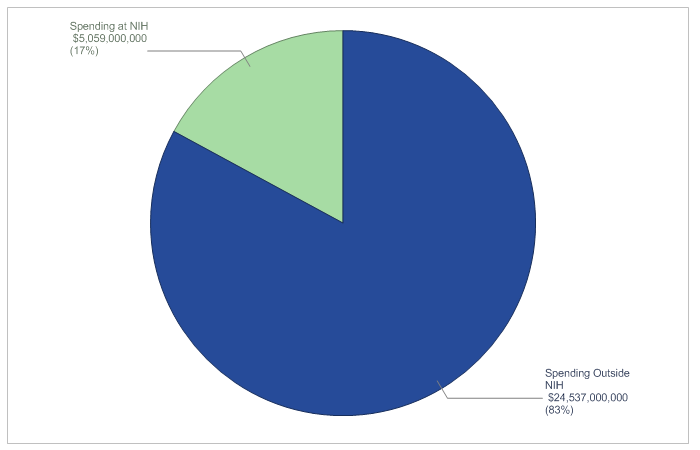 Spending at NIH
$5,059,000,000
(17%)
Spending Outside
NIH
$24,537,000,000
(83%)